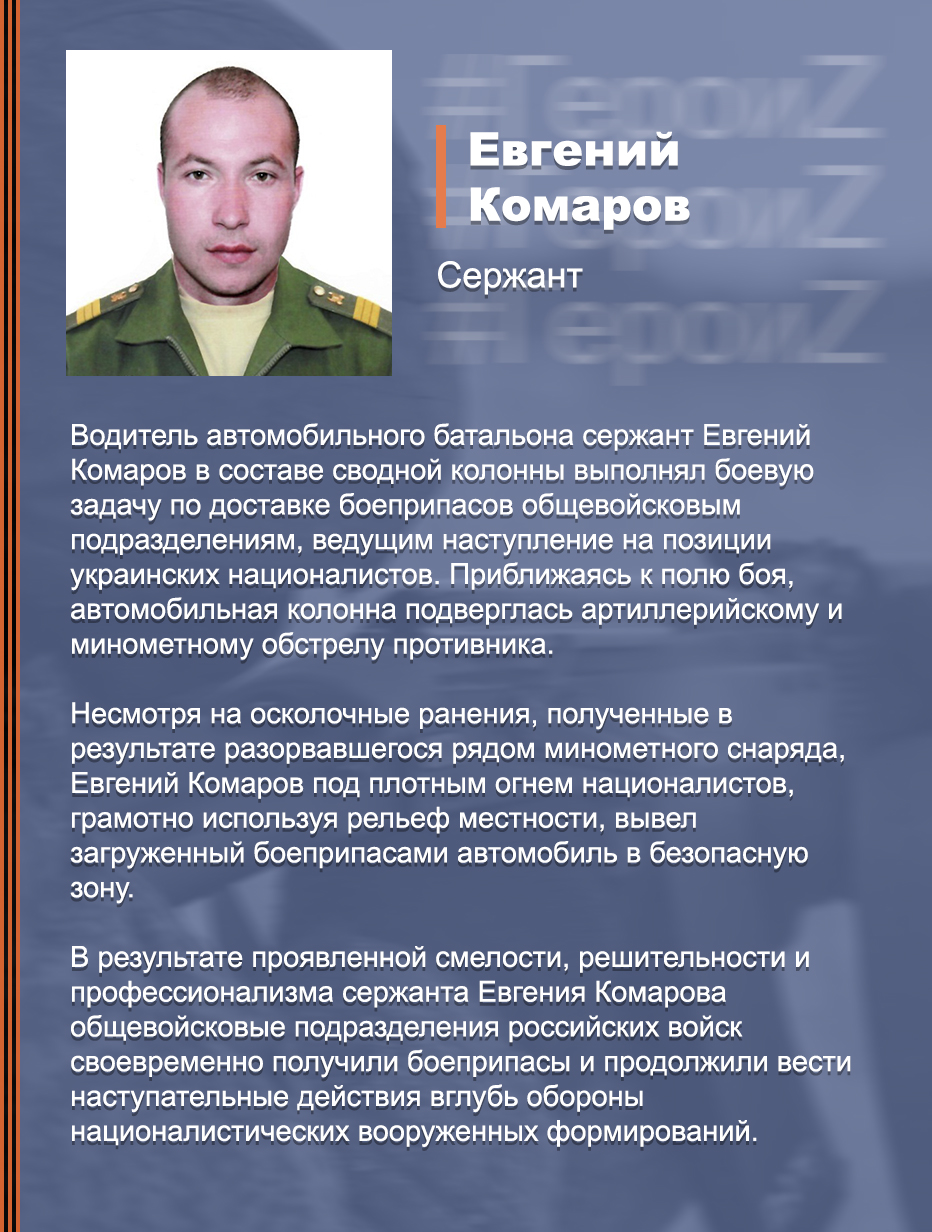 #ГероиZ
Евгений
#ГероиZ
Комаров
Сержант
#ГероиZ
Водитель автомобильного батальона сержант Евгений
Комаров в составе сводной колонны выполнял боевую
задачу по доставке боеприпасов общевойсковым
подразделениям, ведущим наступление на позиции
украинских националистов. Приближаясь к полю боя,
автомобильная колонна подверглась артиллерийскому и
минометному обстрелу противника.
Несмотря на осколочные ранения, полученные в
результате разорвавшегося рядом минометного снаряда,
Евгений Комаров под плотным огнем националистов,
грамотно используя рельеф местности, вывел
загруженный боеприпасами автомобиль в безопасную
зону.
В результате проявленной смелости, решительности и
профессионализма сержанта Евгения Комарова
общевойсковые подразделения российских войск
своевременно получили боеприпасы и продолжили вести
наступательные действия вглубь обороны
националистических вооруженных формирований.